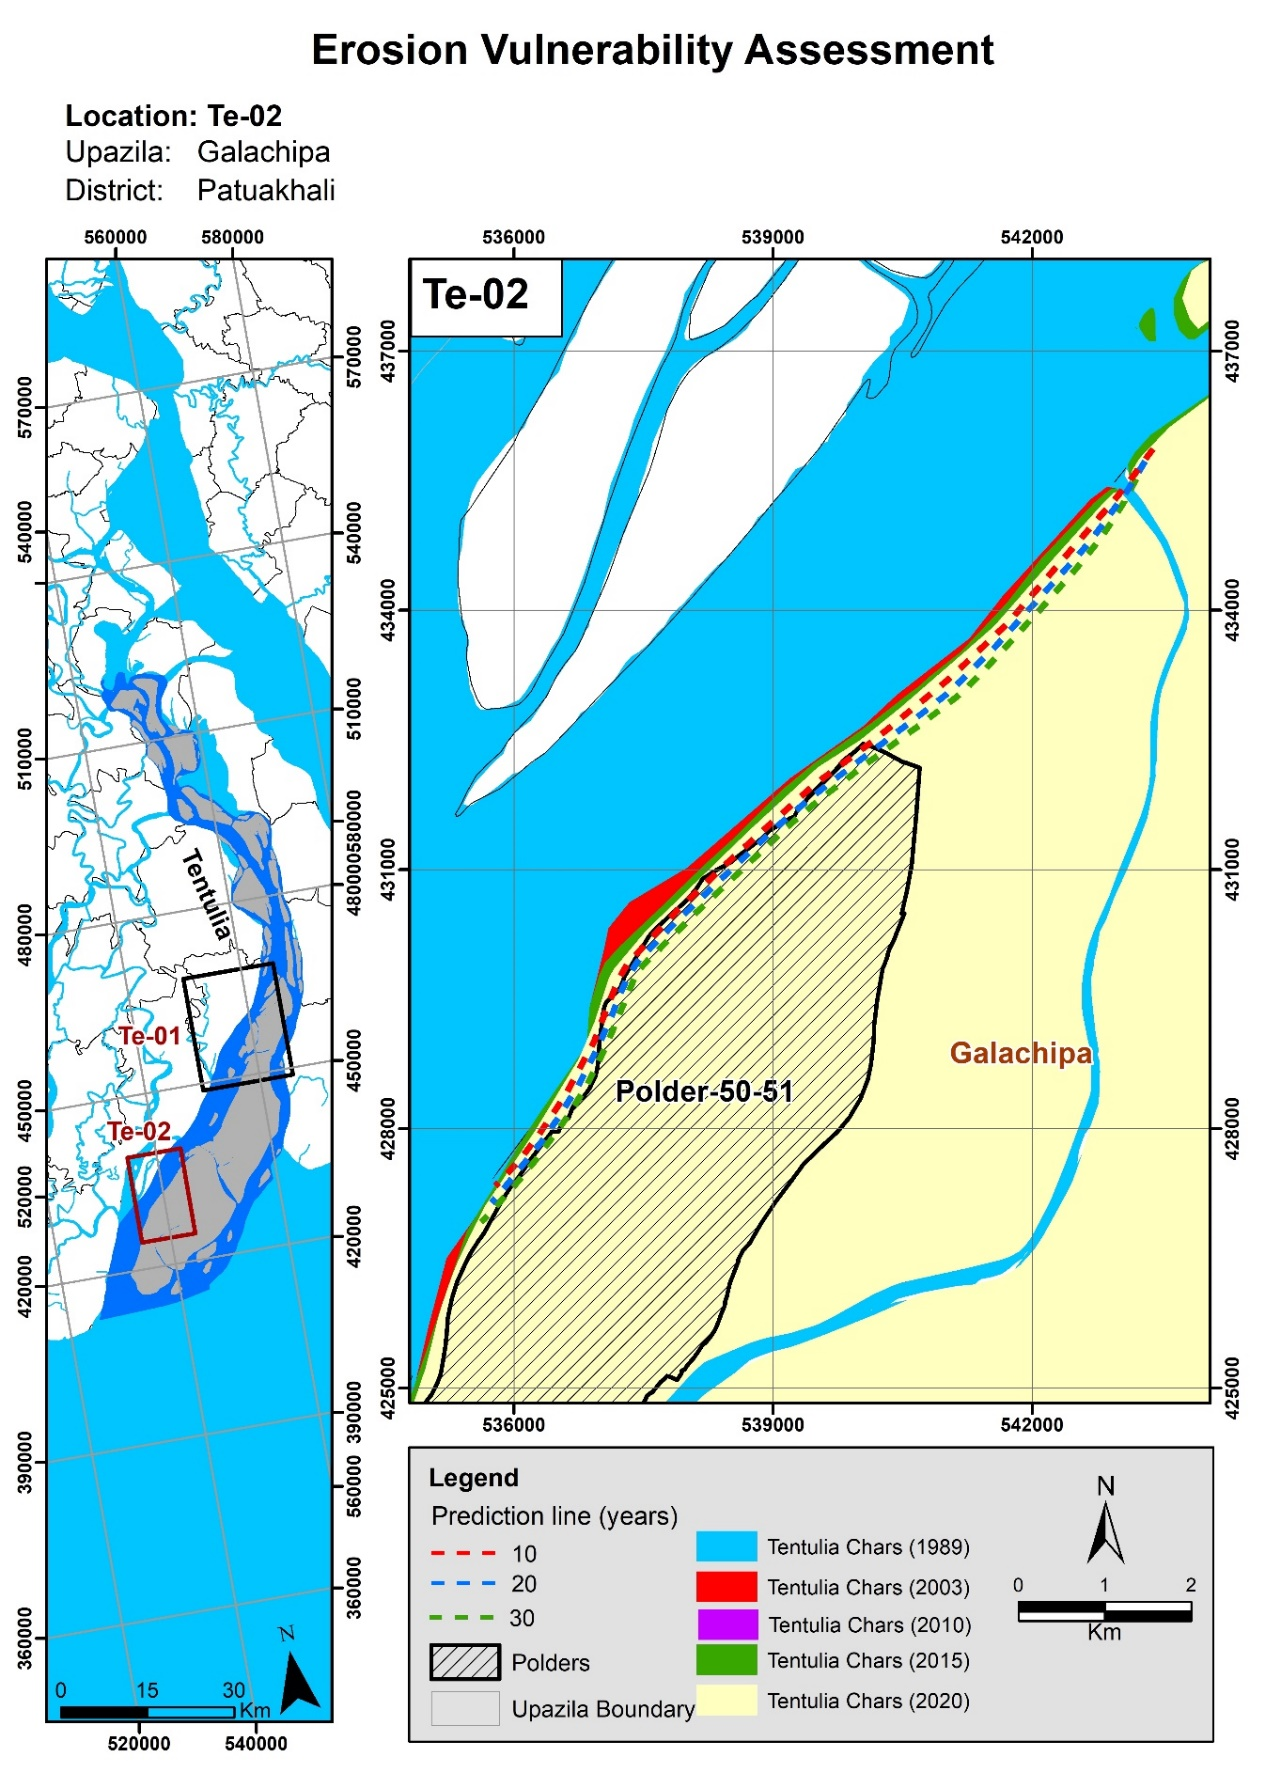 Erosion Vulnerability Assessment
Location: Te-02
Upazila: Galachipa
District: Patuakhali
560000 580000
570000
540000
510000
480000
450000
520000
420000
390000
360000
570000
540000
510000
580000
480000
450000
420000
390000
560000
360000
Tentulia
Te-01
Te-02
N
0 15 30
Km
520000 540000
536000 539000 542000
Te-02
437000 437000
434000 434000
431000 431000
Galachipa
Polder-50-51
428000 428000
425000 425000
536000 539000 542000
Legend
Prediction line (years)
10
20
30
Polders
Upazila Boundary
Tentulia Chars (1989)
Tentulia Chars (2003)
Tentulia Chars (2010)
Tentulia Chars (2015)
Tentulia Chars (2020)
N
0 1 2
Km